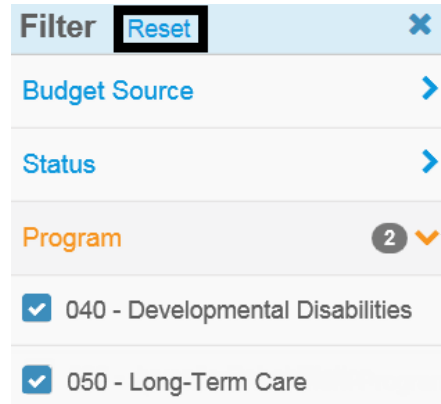 Filter Reset
Budget Source
Status
Program 2
040 - Developmental Disabilities
050 - Long-Term Care